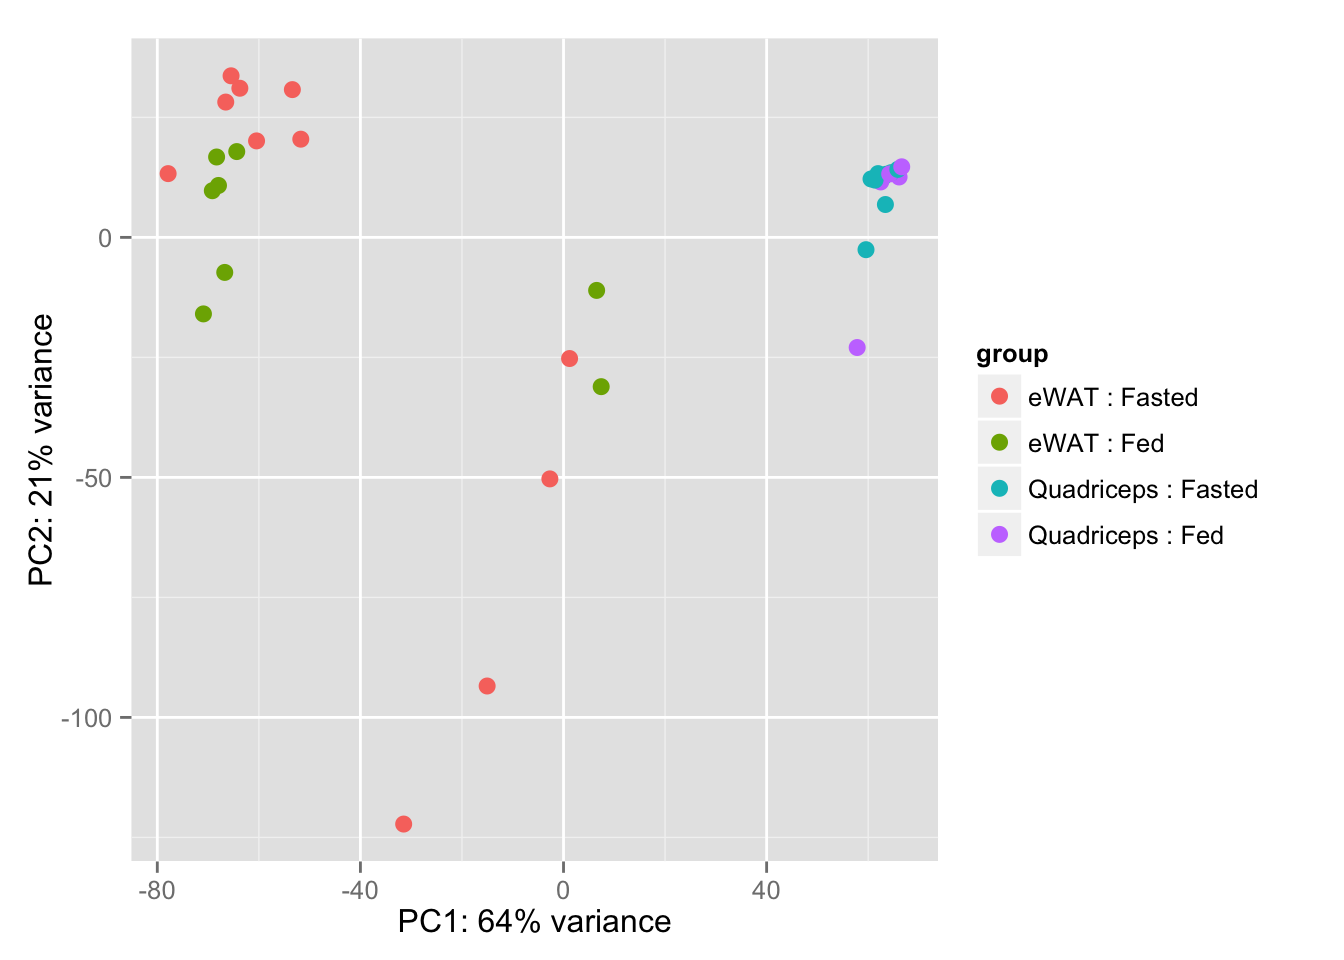 0
-50
-100
PC2: 21% variance
-80
-40
0
40
PC1: 64% variance
group
eWAT : Fasted
eWAT : Fed
Quadriceps : Fasted
Quadriceps : Fed